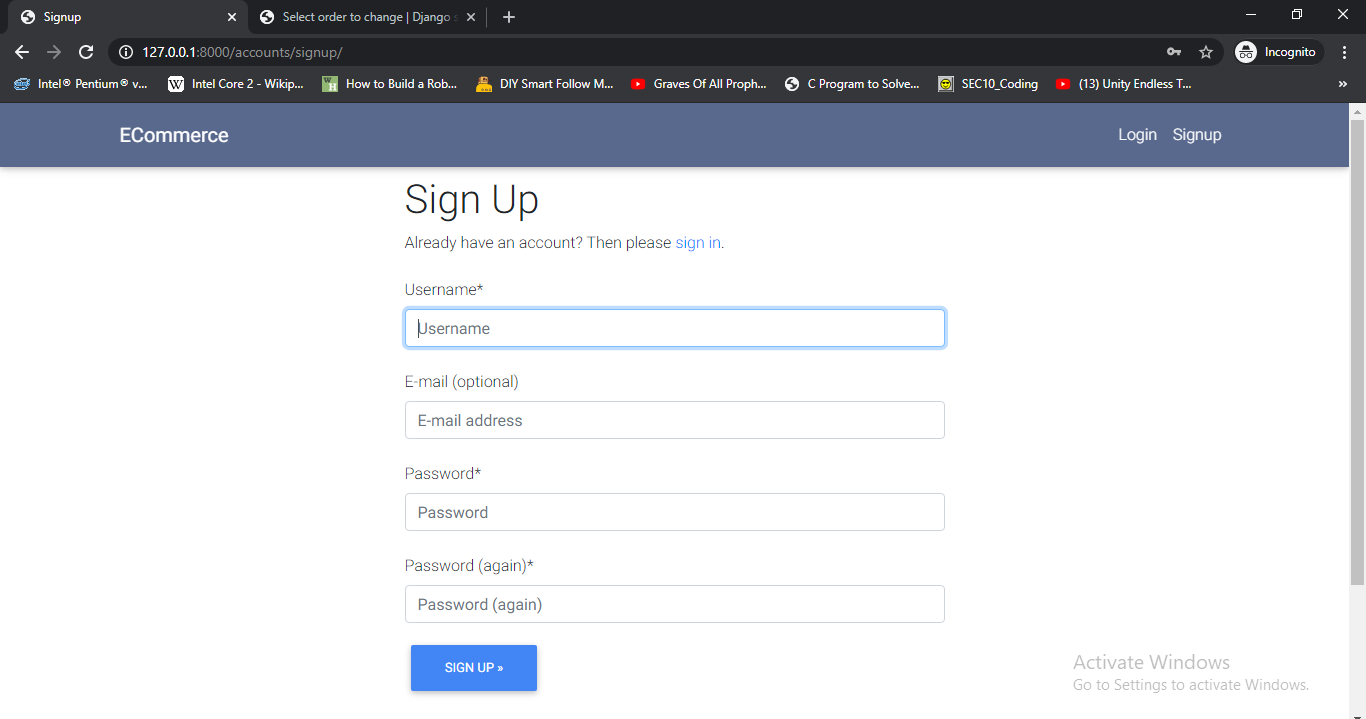 Signup
Select order to change | Django s
127.0.0.1:8000/accounts/signup/
Incognito
Intel® Pentium® v...
Intel Core 2 - Wikip...
How to Build a Rob...
DIY Smart Follow M...
Graves Of All Proph...
C Program to Solve...
SEC10_Coding
(13) Unity Endless T...
»
ECommerce
Login
Signup
Sign Up
Already have an account? Then please sign in.
Username*
Username
E-mail (optional)
E-mail address
Password*
Password
Password (again)*
Password (again)
SIGN UP »
Activate Windows
Go to Settings to activate Windows.